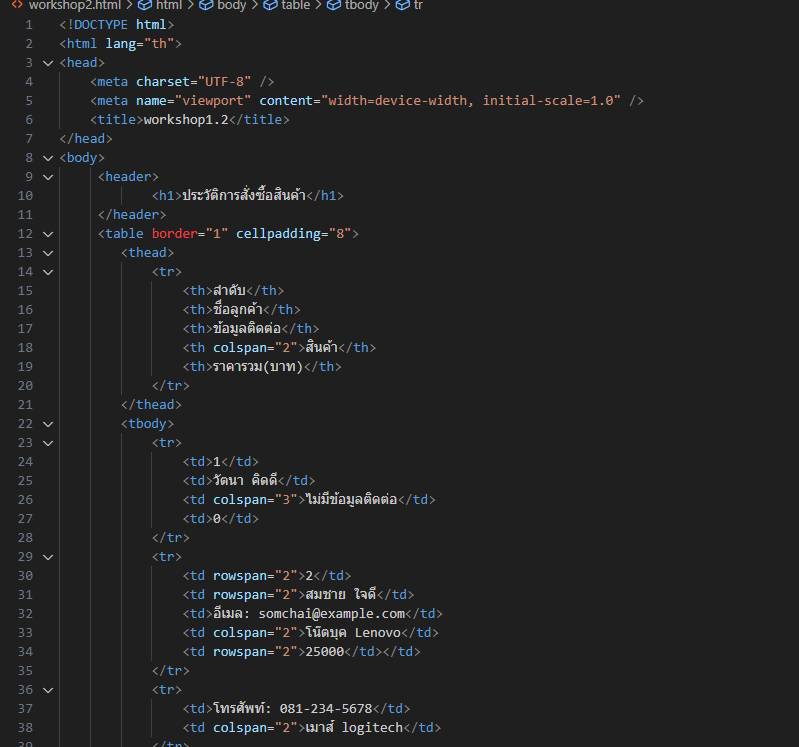 workshop2.html > html > body > table > tbody > tr
1 <!DOCTYPE html>
2 <html lang="th">
3 <head>
4 <meta charset="UTF-8" />
5 <meta name="viewport" content="width=device-width, initial-scale=1.0" />
6 <title>workshop1.2</title>
7 </head>
8 <body>
9 <header>
10 <h1>ประวัติการสั่งซื้อสินค้า</h1>
11 </header>
12 <table border="1" cellpadding="8">
13 <thead>
14 <tr>
15 <th>ลำดับ</th>
16 <th>ชื่อลูกค้า</th>
17 <th>ข้อมูลติดต่อ</th>
18 <th colspan="2">สินค้า</th>
19 <th>ราคารวม(บาท)</th>
20 </tr>
21 </thead>
22 <tbody>
23 <tr>
24 <td>1</td>
25 <td>วัตนา คิตดี</td>
26 <td colspan="3">ไม่มีข้อมูลติดต่อ</td>
27 <td>0</td>
28 </tr>
29 <tr>
30 <td rowspan="2">2</td>
31 <td rowspan="2">สมชาย ใจดี</td>
32 <td>อีเมล: somchai@example.com</td>
33 <td colspan="2">โน๊ตบุค Lenovo</td>
34 <td rowspan="2">25000</td></td>
35 </tr>
36 <tr>
37 <td>โทรศัพท์: 081-234-5678</td>
38 <td colspan="2">เมาส์ logitech</td>
39 </tr>